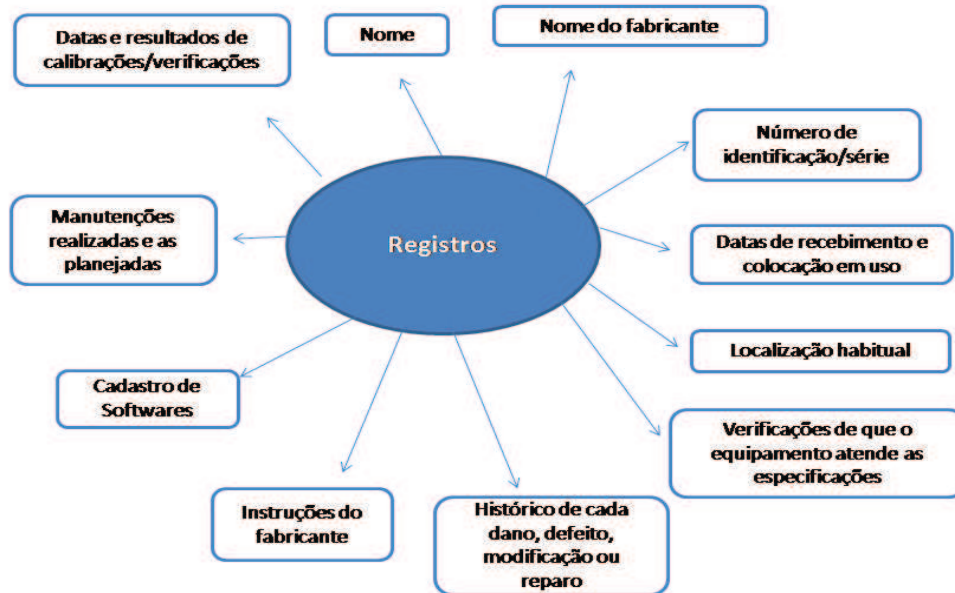 Datas e resultados de
calibrações/verificações
Nome
Nome do fabricante
Número de
identificação/série
Manutenções
realizadas e as
planejadas
Registros
Datas de recebimento e
colocação em uso
Localização habitual
Cadastro de
Softwares
Verificações de que o
equipamento atende as
especificações
Instruções do
fabricante
Histórico de cada
dano, defeito,
modificação ou
reparo